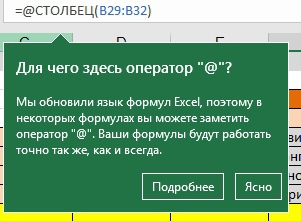 =@СТОЛБЕЦ(B29:B32)
Для чего здесь оператор "@"?
Мы обновили язык формул Excel, поэтому в
некоторых формулах вы можете заметить
оператор "@". Ваши формулы будут работать
точно так же, как и всегда.
Подробнее Ясно